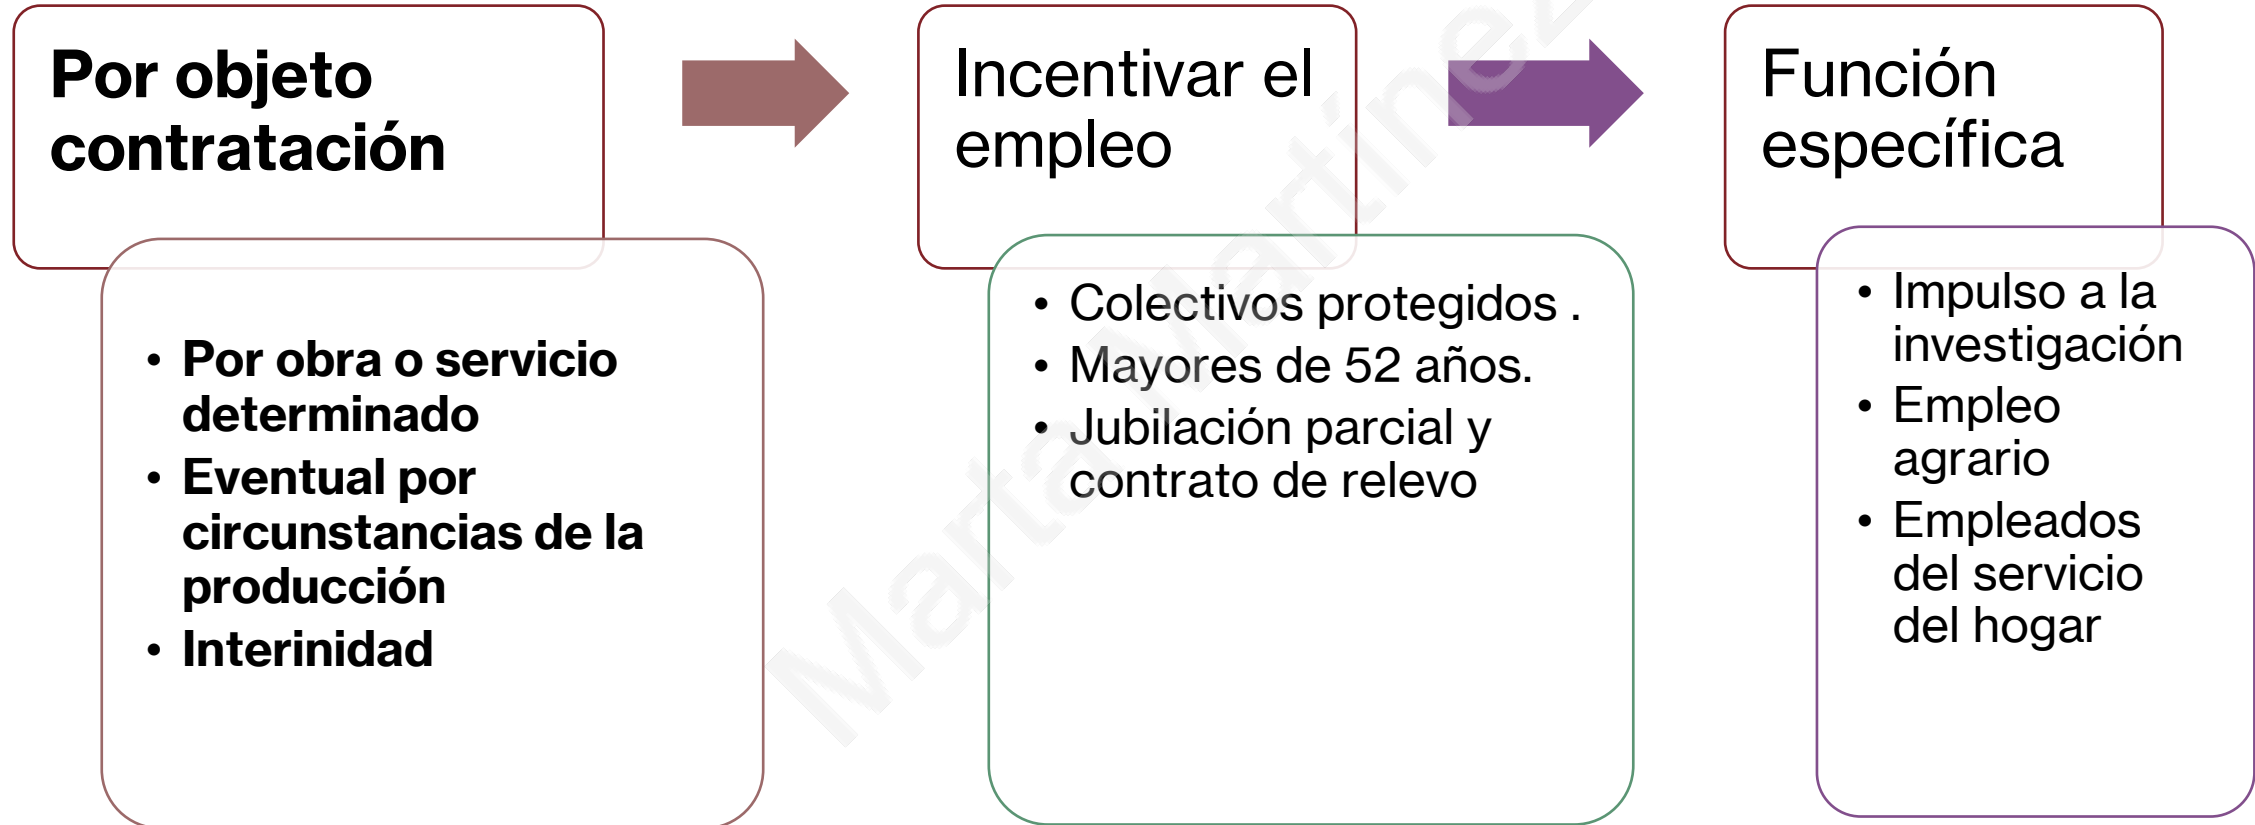 Por objeto
contratación
• Por obra o servicio
determinado
• Eventual por
circunstancias de la
producción
• Interinidad
Incentivar el
empleo
• Colectivos protegidos .
• Mayores de 52 años.
• Jubilación parcial y
contrato de relevo
Función
específica
• Impulso a la
investigación
• Empleo
agrario
• Empleados
del servicio
del hogar
Marta Martínez